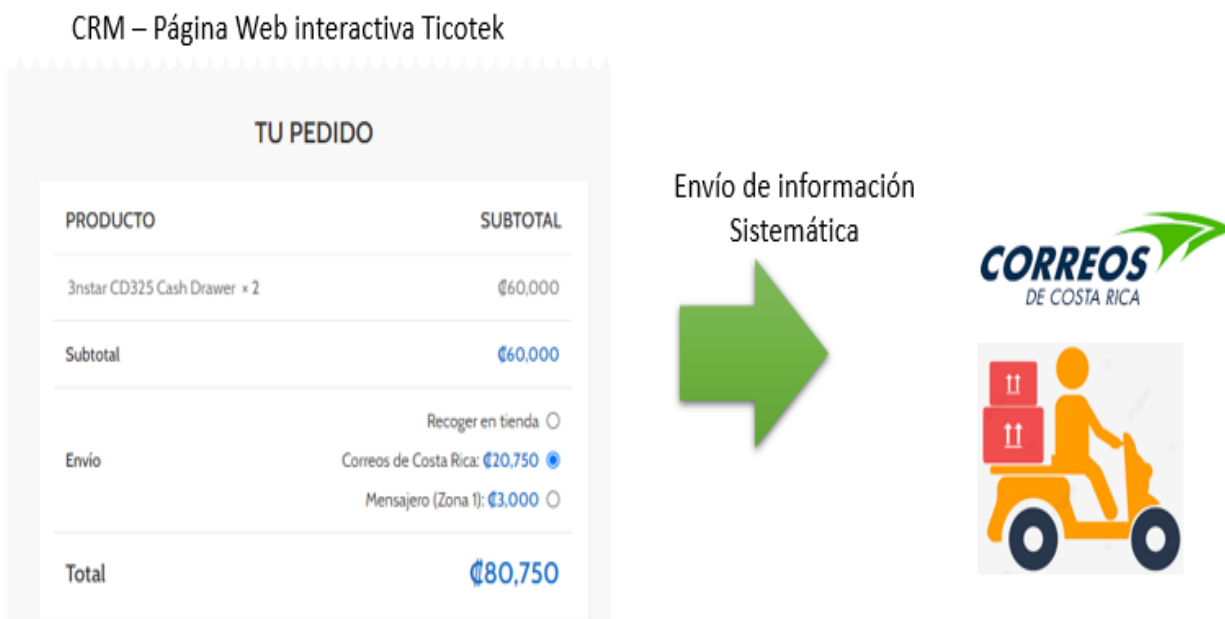 CRM – Página Web interactiva Ticotek
TU PEDIDO
PRODUCTO SUBTOTAL
3nstar CD325 Cash Drawer × 2 ₡60,000
Subtotal ₡60,000
Envío
Recoger en tienda
Correos de Costa Rica: ₡20,750
Mensajero (Zona 1): ₡3,000
Total ₡80,750
Envío de información
Sistemática
CORREOS
DE COSTA RICA